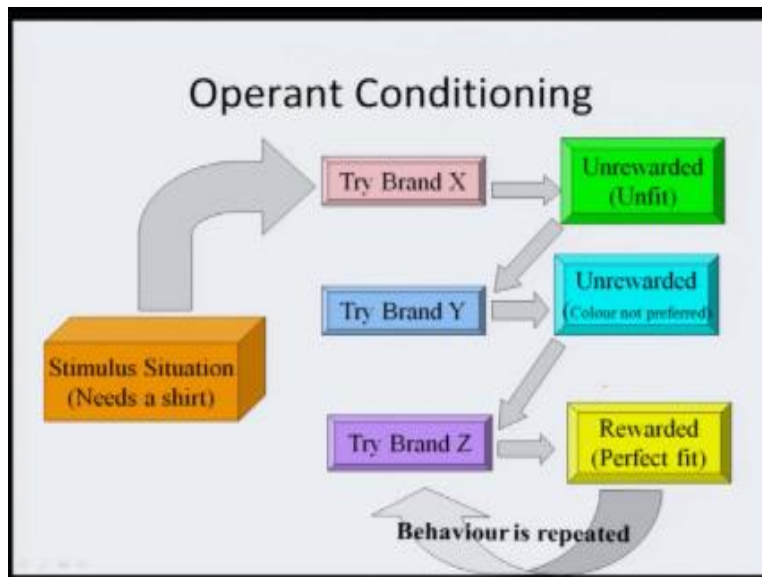 Operant Conditioning
Try Brand X
Unrewarded
(Unfit)
Try Brand Y
Unrewarded
(Colour not preferred)
Stimulus Situation
(Needs a shirt)
Try Brand Z
Rewarded
(Perfect fit)
Behaviour is repeated